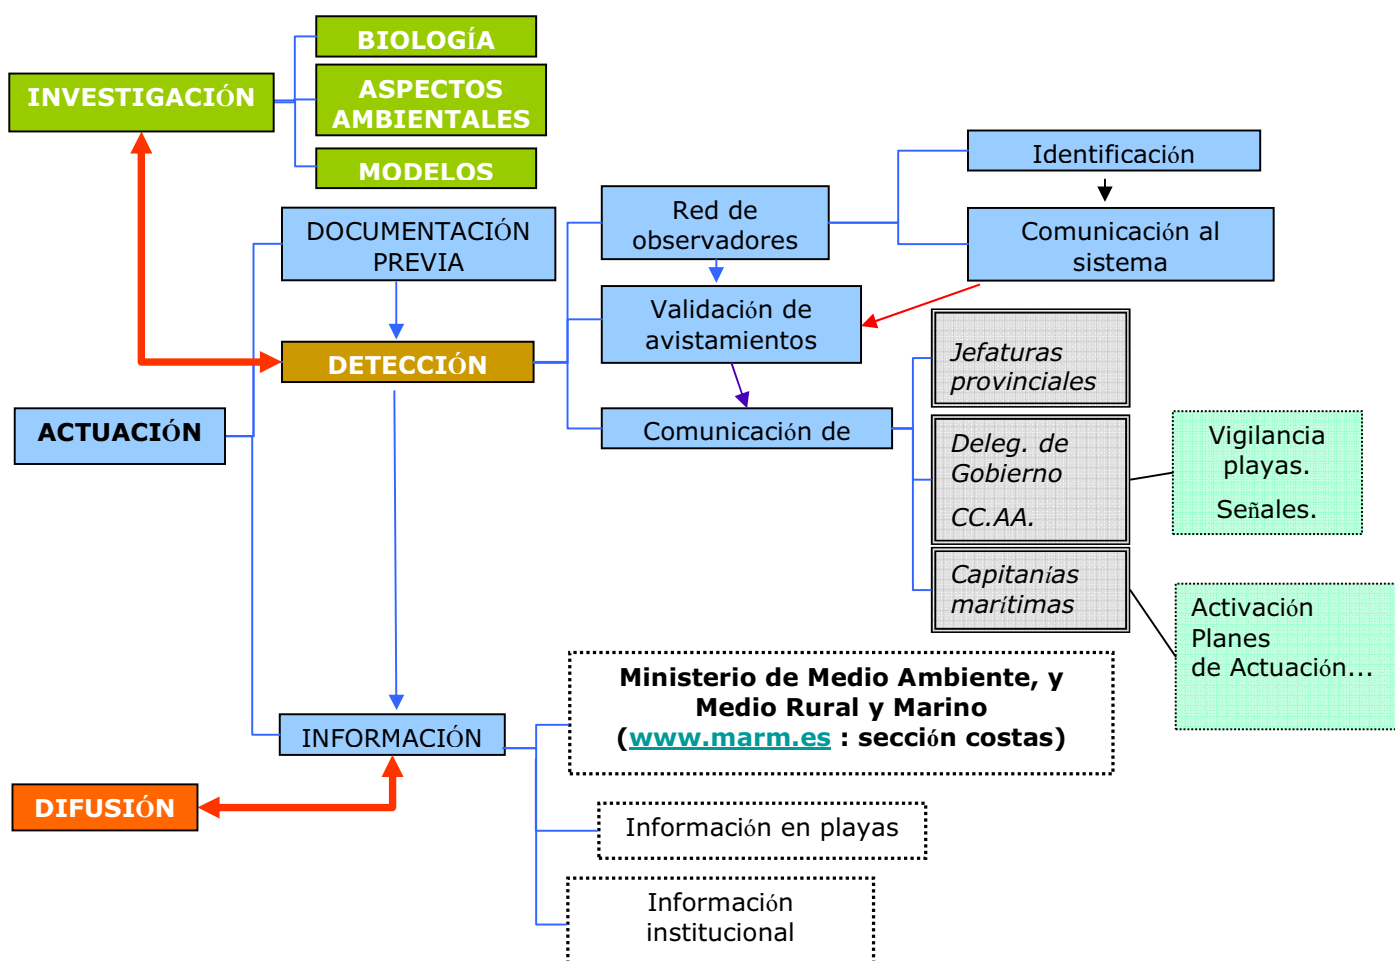 BIOLOGÍA
INVESTIGACIÓN
ASPECTOS
AMBIENTALES
MODELOS
Identificación
Red de
observadores
Comunicación al
sistema
DOCUMENTACIÓN
PREVIA
Validación de
avistamientos
DETECCIÓN
Jefaturas
provinciales
ACTUACIÓN
Comunicación de
Deleg. de
Gobierno
CC.AA.
Vigilancia
playas.
Señales.
Capitanías
marítimas
Activación
Planes
de Actuación...
Ministerio de Medio Ambiente, y
Medio Rural y Marino
(www.marm.es : sección costas)
INFORMACIÓN
DIFUSIÓN
Información en playas
Información
institucional